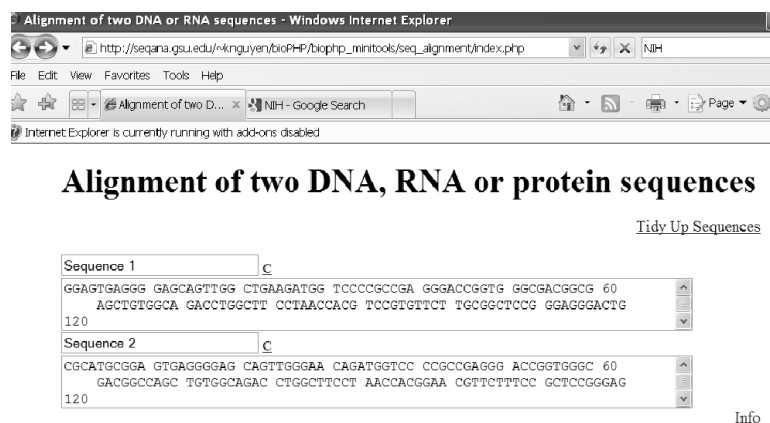 Alignment of two DNA or RNA sequences - Windows Internet Explorer
http://seqana.gsu.edu/~knguyen/bioPHP/biophp_minitools/seq_alignment/index.php NIH
File Edit View Favorites Tools Help
Alignment of two D... NIH - Google Search Page
Internet Explorer is currently running with add-ons disabled
Alignment of two DNA, RNA or protein sequences
Tidy Up Sequences
Sequence 1 C
GGAGTGAGGG GAGCAGTTGG CTGAAGATGG TCCCCGCCGA GGGACCGGTG GGCGACGGCG 60
AGCTGTGGCA GACCTGGCTT CCTAACCACG TCCGTGTTCT TGCGGCTCCG GGAGGGACTG
120
Sequence 2 C
CGCATGCGGA GTGAGGGGAG CAGTTGGGAA CAGATGGTCC CCGCCGAGGG ACCGGTGGGC 60
GACGGCCAGC TGTGGCAGAC CTGGCTTCCT AACCACGGAA CGTTCTTTCC GCTCCGGGAG
120
Info